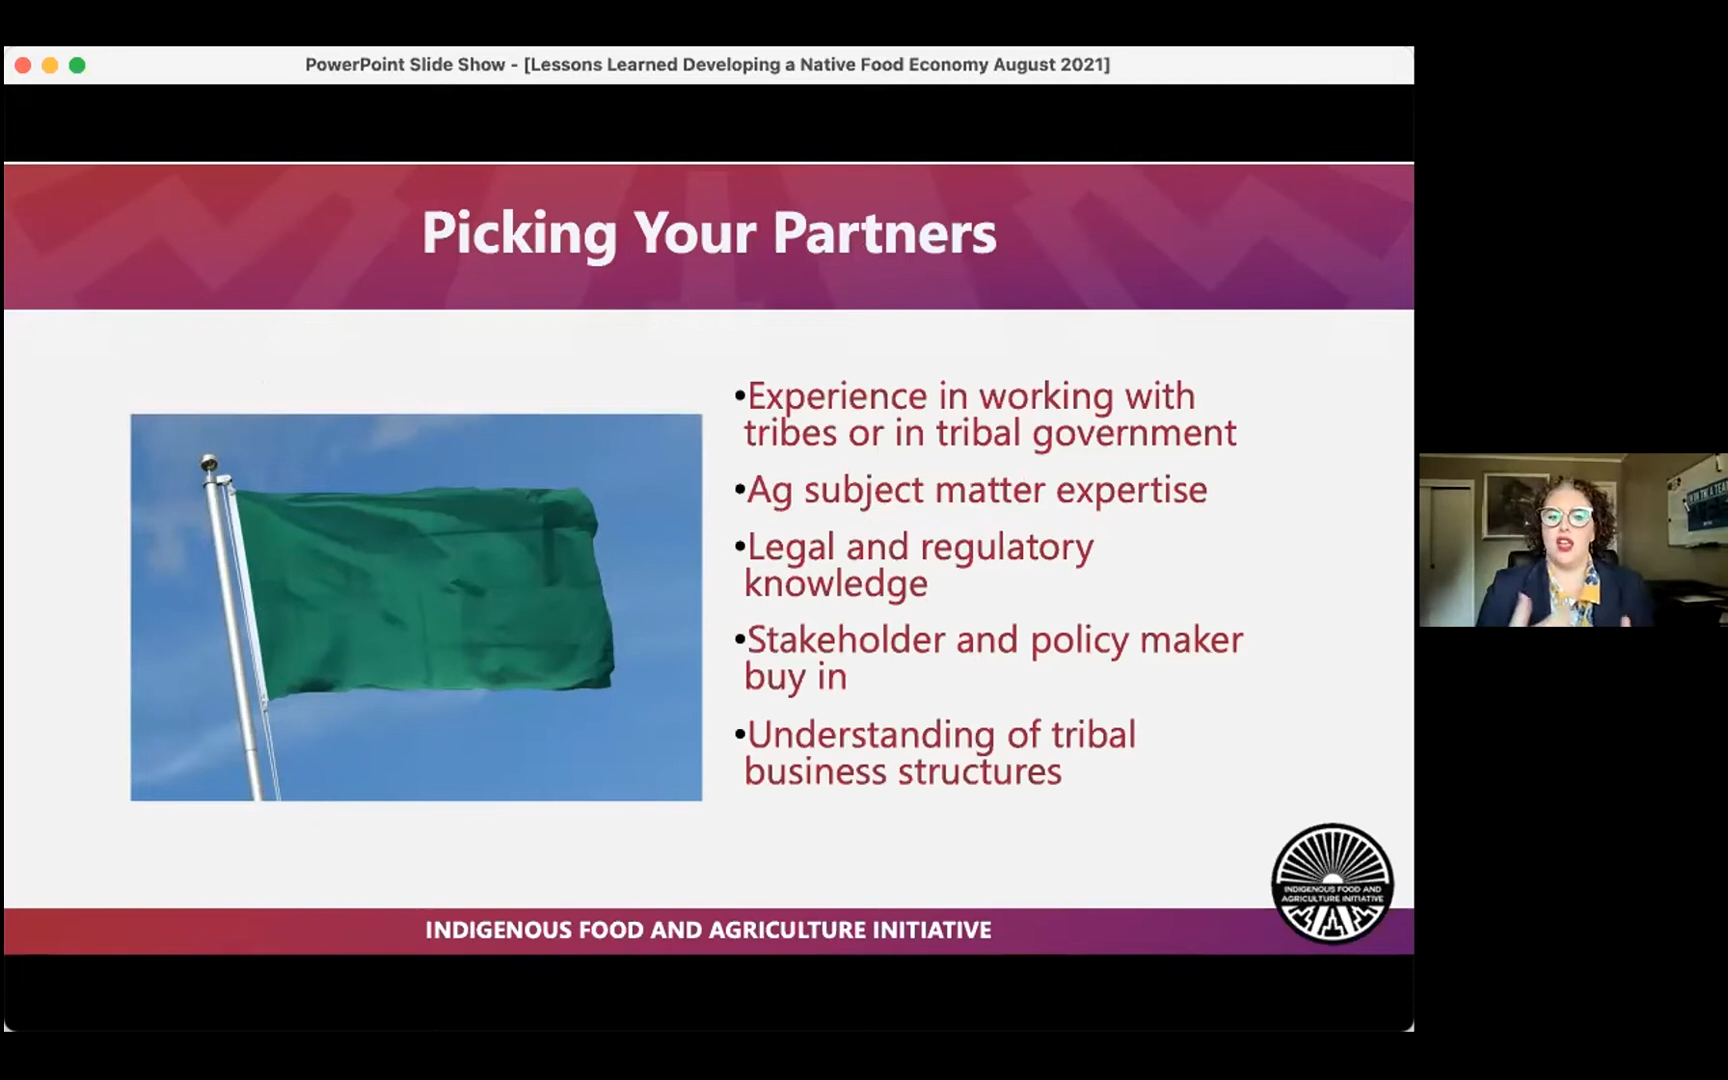 PowerPoint Slide Show - [Lessons Learned Developing a Native Food Economy August 2021]
Picking Your Partners
•Experience in working with
tribes or in tribal government
•Ag subject matter expertise
•Legal and regulatory
knowledge
•Stakeholder and policy maker
buy in
•Understanding of tribal
business structures
INDIGENOUS FOOD AND
AGRICULTURE INITIATIVE
INDIGENOUS FOOD AND AGRICULTURE INITIATIVE